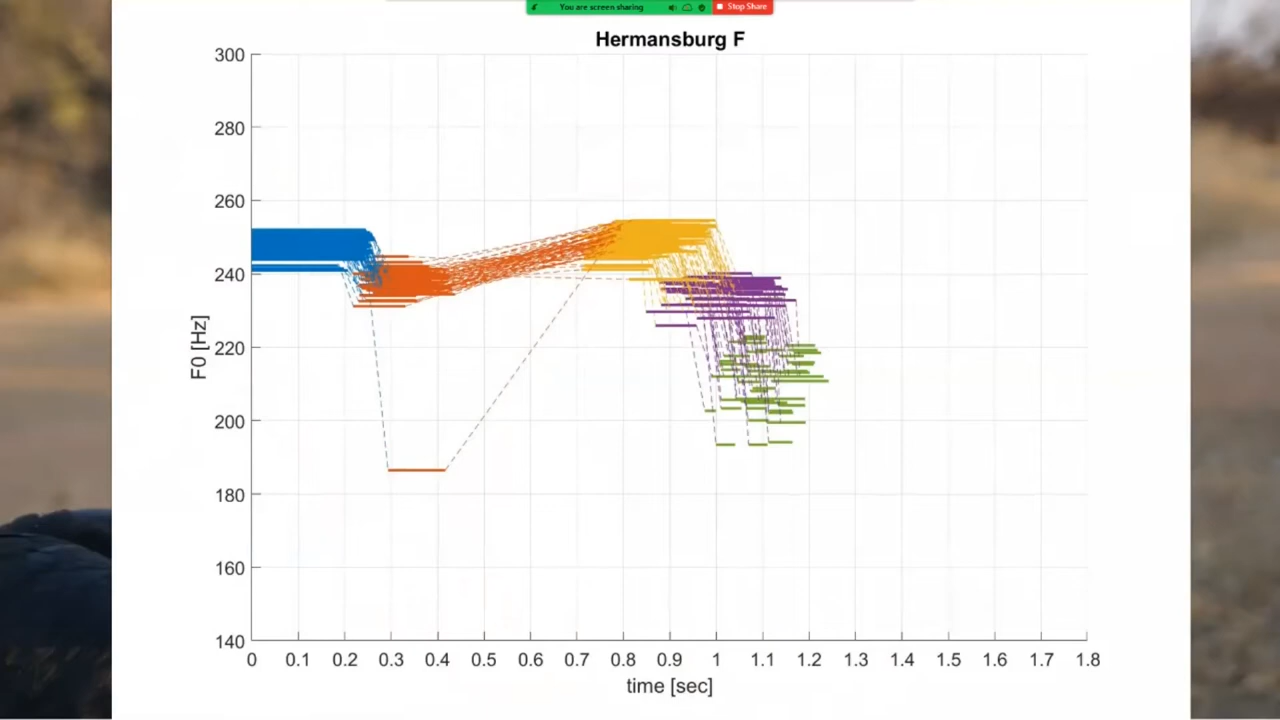 You are screen sharing
Stop Share
Hermansburg F
300
280
260
240
220
200
180
160
140
F0 [Hz]
0 0.1 0.2 0.3 0.4 0.5 0.6 0.7 0.8 0.9 1 1.1 1.2 1.3 1.4 1.5 1.6 1.7 1.8
time [sec]